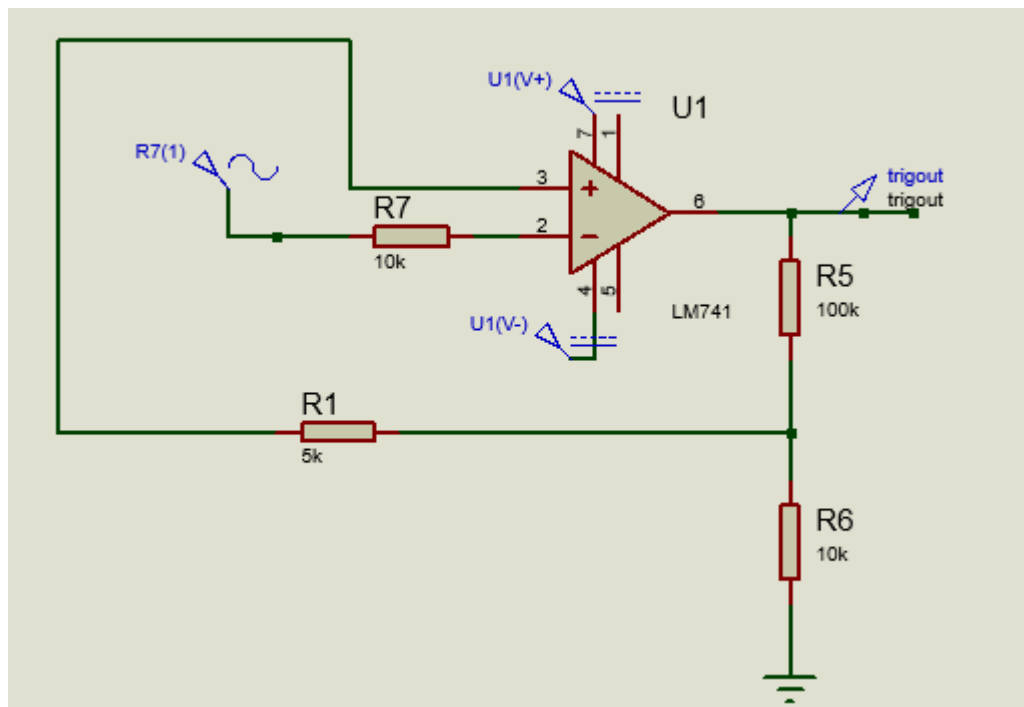 U1(V+)
U1
7
1
R7(1)
3
+
R7
6
trigout
trigout
2
−
10k
4
5
R5
100k
LM741
U1(V-)
R1
5k
R6
10k